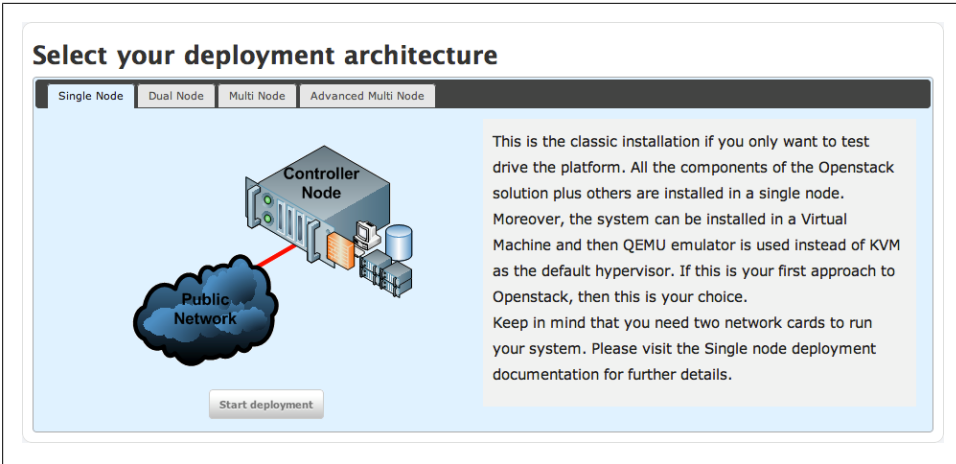 Select your deployment architecture
Single Node
Dual Node
Multi Node
Advanced Multi Node
Controller
Node
Public
Network
Start deployment
This is the classic installation if you only want to test
drive the platform. All the components of the Openstack
solution plus others are installed in a single node.
Moreover, the system can be installed in a Virtual
Machine and then QEMU emulator is used instead of KVM
as the default hypervisor. If this is your first approach to
Openstack, then this is your choice.
Keep in mind that you need two network cards to run
your system. Please visit the Single node deployment
documentation for further details.